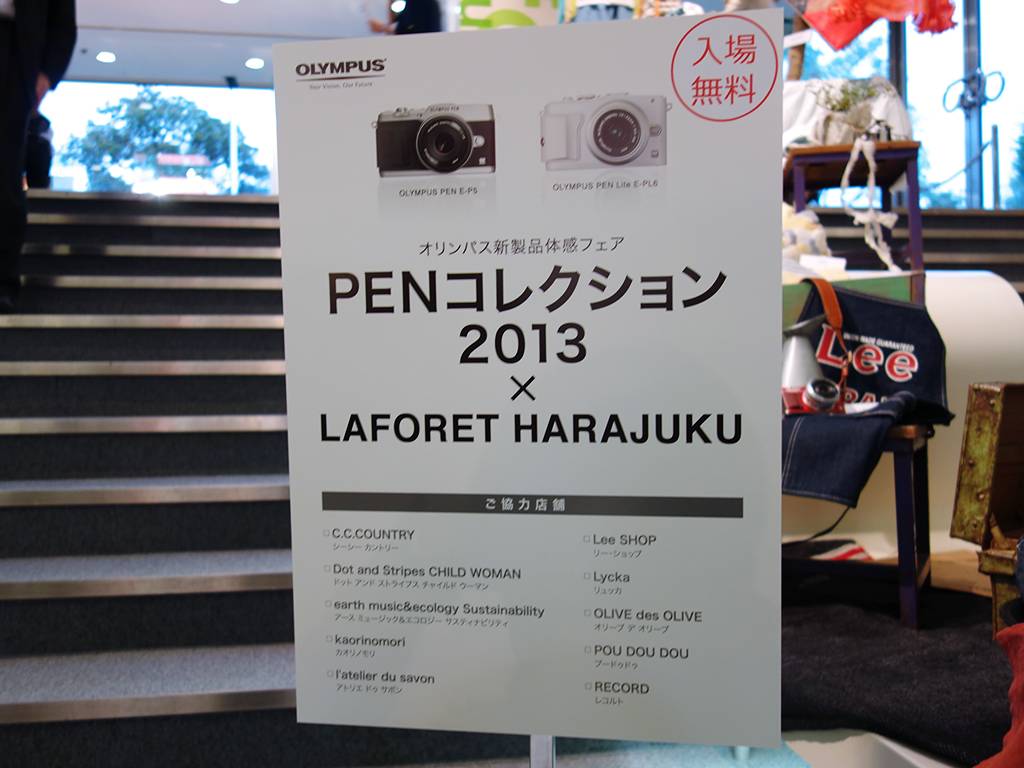 OLYMPUS
Your Vision, Our Future
入場
無料
OLYMPUS PEN E-P5
OLYMPUS PEN Lite E-PL6
オリンパス新製品体感フェア
PENコレクション
2013
×
LAFORET HARAJUKU
ご協力店舗
□ C.C.COUNTRY
シーシー カントリー
□ Dot and Stripes CHILD WOMAN
ドット アンド ストライプス チャイルド ウーマン
□ earth music&ecology Sustainability
アース ミュージック&エコロジー サスティナビリティ
□ kaorinomori
カオリノモリ
□ l'atelier du savon
アトリエ ドゥ サボン
□ Lee SHOP
リー・ショップ
□ Lycka
リュッカ
□ OLIVE des OLIVE
オリーブ デ オリーブ
□ POU DOU DOU
プードゥドゥ
□ RECORD
レコルト
Lee